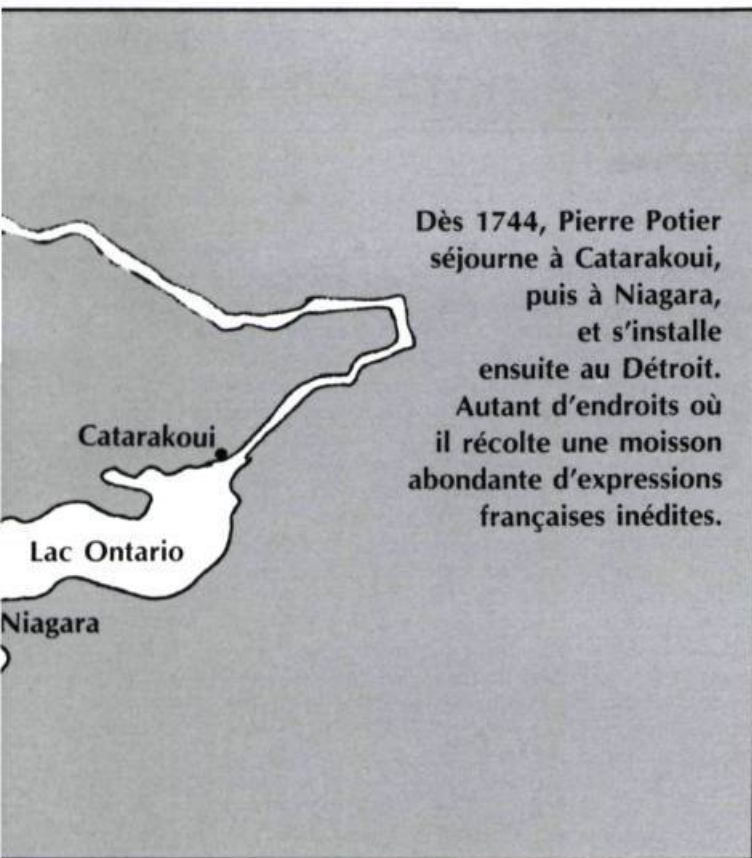 Dès 1744, Pierre Potier
séjourne à Catarakoui,
puis à Niagara,
et s'installe
ensuite au Détroit.
Autant d'endroits où
il récolte une moisson
abondante d'expressions
françaises inédites.
Catarakoui
Lac Ontario
Niagara